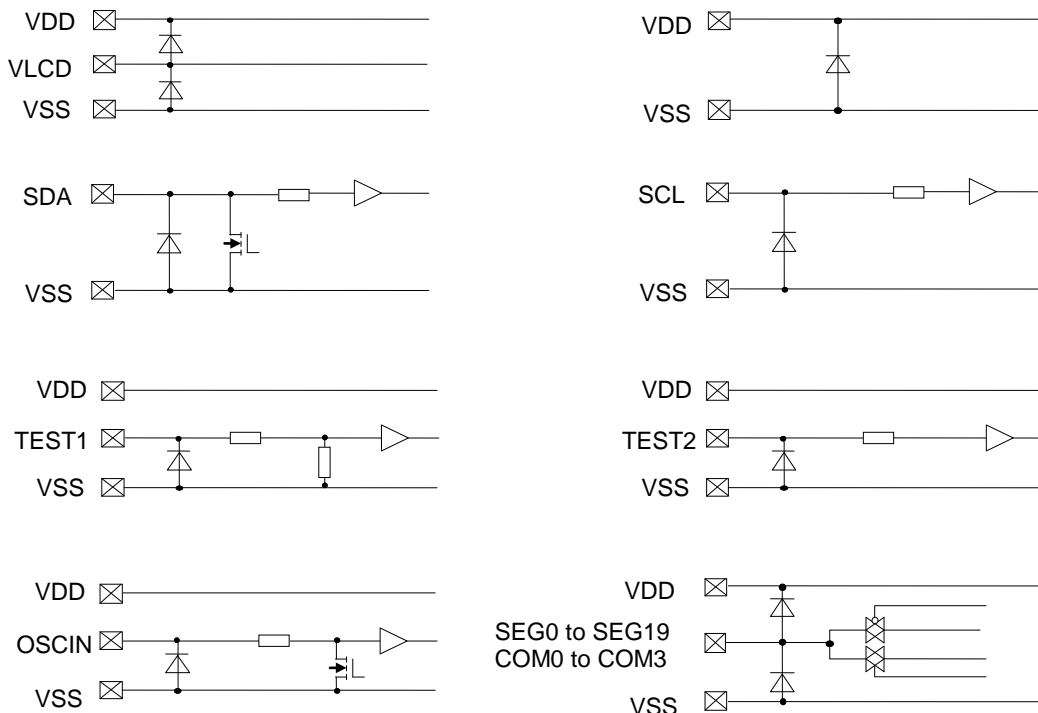 VDD
VLCD
VSS
VDD
VSS
SDA
VSS
SCL
VSS
VDD
TEST1
VSS
VDD
TEST2
VSS
VDD
OSCIN
VSS
VDD
SEG0 to SEG19
COM0 to COM3
VSS